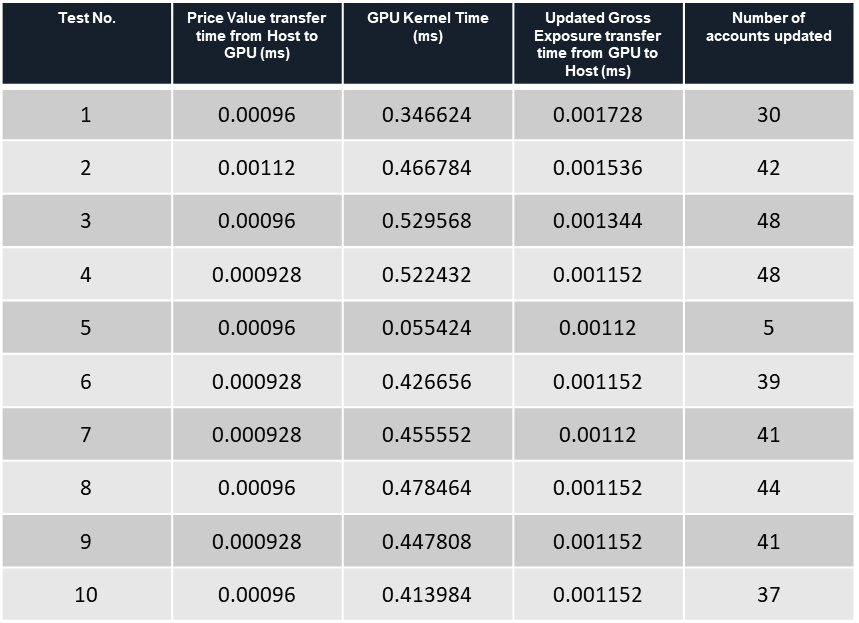 Test No.
Price Value transfer
time from Host to
GPU (ms)
GPU Kernel Time
(ms)
Updated Gross
Exposure transfer
time from GPU to
Host (ms)
Number of
accounts updated
1 0.00096 0.346624 0.001728 30
2 0.00112 0.466784 0.001536 42
3 0.00096 0.529568 0.001344 48
4 0.000928 0.522432 0.001152 48
5 0.00096 0.055424 0.00112 5
6 0.000928 0.426656 0.001152 39
7 0.000928 0.455552 0.00112 41
8 0.00096 0.478464 0.001152 44
9 0.000928 0.447808 0.001152 41
10 0.00096 0.413984 0.001152 37